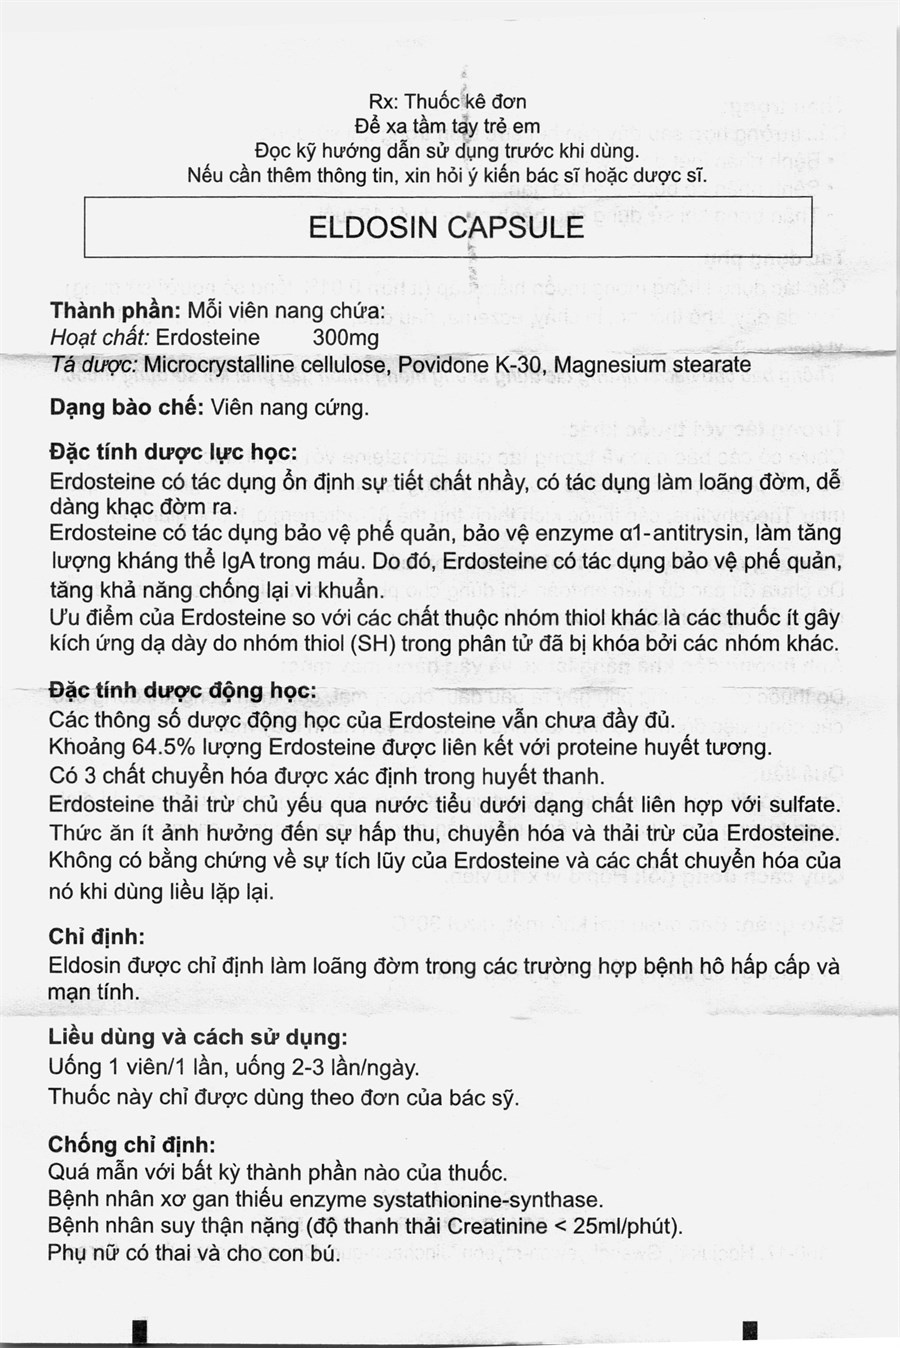 Rx: Thuốc kê đơn
Để xa tầm tay trẻ em
Đọc kỹ hướng dẫn sử dụng trước khi dùng.
Nếu cần thêm thông tin, xin hỏi ý kiến bác sĩ hoặc dược sĩ.
ELDOSIN CAPSULE
Thành phần: Mỗi viên nang chứa:
Hoạt chất: Erdosteine 300mg
Tá dược: Microcrystalline cellulose, Povidone K-30, Magnesium stearate
Dạng bào chế: Viên nang cứng.
Đặc tính dược lực học:
Erdosteine có tác dụng ổn định sự tiết chất nhầy, có tác dụng làm loãng đờm, dễ
dàng khạc đờm ra.
Erdosteine có tác dụng bảo vệ phế quản, bảo vệ enzyme α1-antitrysin, làm tăng
lượng kháng thể IgA trong máu. Do đó, Erdosteine có tác dụng bảo vệ phế quản,
tăng khả năng chống lại vi khuẩn.
Ưu điểm của Erdosteine so với các chất thuộc nhóm thiol khác là các thuốc ít gây
kích ứng dạ dày do nhóm thiol (SH) trong phân tử đã bị khóa bởi các nhóm khác.
Đặc tính dược động học:
Các thông số dược động học của Erdosteine vẫn chưa đầy đủ.
Khoảng 64.5% lượng Erdosteine được liên kết với proteine huyết tương.
Có 3 chất chuyển hóa được xác định trong huyết thanh.
Erdosteine thải trừ chủ yếu qua nước tiểu dưới dạng chất liên hợp với sulfate.
Thức ăn ít ảnh hưởng đến sự hấp thu, chuyển hóa và thải trừ của Erdosteine.
Không có bằng chứng về sự tích lũy của Erdosteine và các chất chuyển hóa của
nó khi dùng liều lặp lại.
Chỉ định:
Eldosin được chỉ định làm loãng đờm trong các trường hợp bệnh hô hấp cấp và
mạn tính.
Liều dùng và cách sử dụng:
Uống 1 viên/1 lần, uống 2-3 lần/ngày.
Thuốc này chỉ được dùng theo đơn của bác sỹ.
Chống chỉ định:
Quá mẫn với bất kỳ thành phần nào của thuốc.
Bệnh nhân xơ gan thiếu enzyme systathionine-synthase.
Bệnh nhân suy thận nặng (độ thanh thải Creatinine < 25ml/phút).
Phụ nữ có thai và cho con bú.